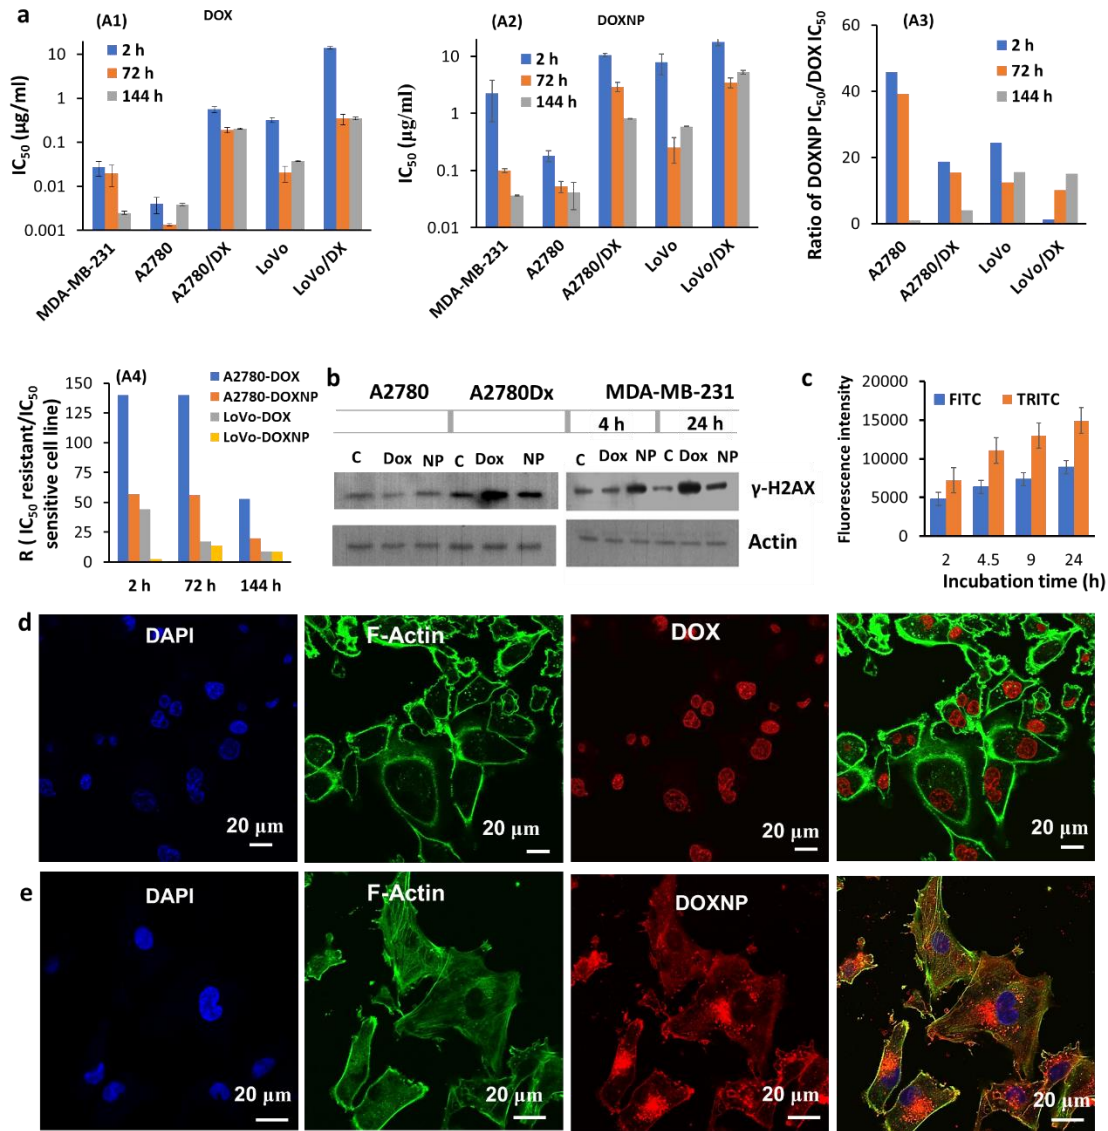 a
(A1)
DOX
2 h
72 h
144 h
IC50 (µg/ml)
10
1
0.1
0.01
0.001
MDA-MB-231
A2780
A2780/DX
LoVo
LoVo/DX
(A2)
DOXNP
2 h
72 h
144 h
IC50 (µg/ml)
10
1
0.1
0.01
0.001
MDA-MB-231
A2780
A2780/DX
LoVo
LoVo/DX
(A3)
2 h
72 h
144 h
Ratio of DOXNP IC50/DOX IC50
60
40
20
0
A2780
A2780/DX
LoVo
LoVo/DX
(A4)
A2780-DOX
A2780-DOXNP
LoVo-DOX
LoVo-DOXNP
R ( IC50 resistant/IC50
sensitive cell line)
150
125
100
75
50
25
0
2 h
72 h
144 h
b
A2780
A2780Dx
MDA-MB-231
4 h
24 h
C
Dox
NP
C
Dox
NP
C
Dox
NP
C
Dox
NP
γ-H2AX
Actin
c
FITC
TRITC
Fluorescence intensity
20000
15000
10000
5000
0
2
4.5
9
24
Incubation time (h)
d
DAPI
20 µm
F-Actin
20 µm
DOX
20 µm
20 µm
e
DAPI
20 µm
F-Actin
20 µm
DOXNP
20 µm
20 µm